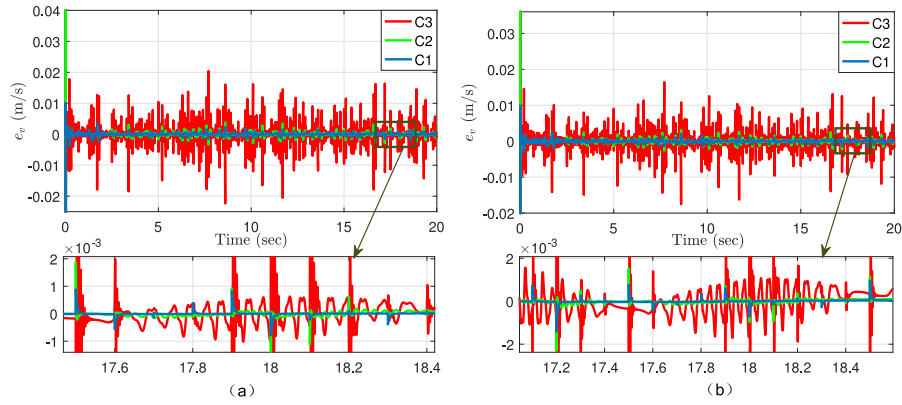 0.04
0.03
0.02
0.01
0
-0.01
-0.02
e_v (m/s)
C3
C2
C1
0 5 10 15 20
Time (sec)
×10^-3
2
1
0
-1
17.6 17.8 18 18.2 18.4
(a)
0.03
0.02
0.01
0
-0.01
-0.02
e_v (m/s)
C3
C2
C1
0 5 10 15 20
Time (sec)
×10^-3
2
0
-2
17.2 17.4 17.6 17.8 18 18.2 18.4
(b)